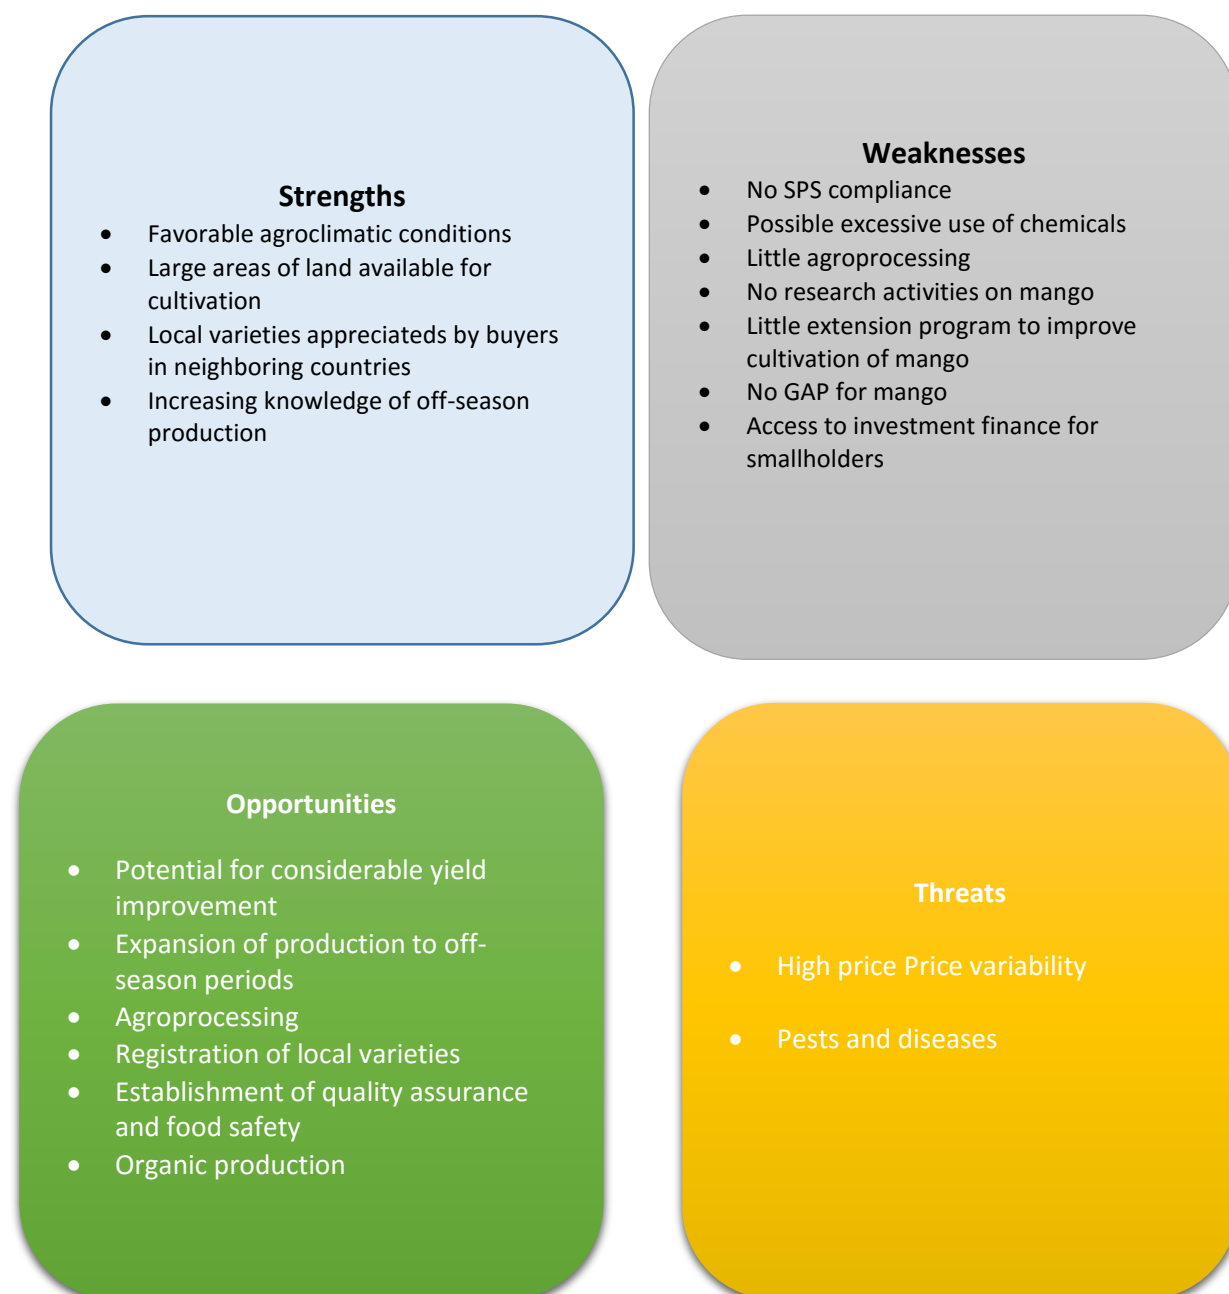 Strengths
• Favorable agroclimatic conditions
• Large areas of land available for
cultivation
• Local varieties appreciateds by buyers
in neighboring countries
• Increasing knowledge of off-season
production
Weaknesses
• No SPS compliance
• Possible excessive use of chemicals
• Little agroprocessing
• No research activities on mango
• Little extension program to improve
cultivation of mango
• No GAP for mango
• Access to investment finance for
smallholders
Opportunities
• Potential for considerable yield
improvement
• Expansion of production to off-
season periods
• Agroprocessing
• Registration of local varieties
• Establishment of quality assurance
and food safety
• Organic production
Threats
• High price Price variability
• Pests and diseases